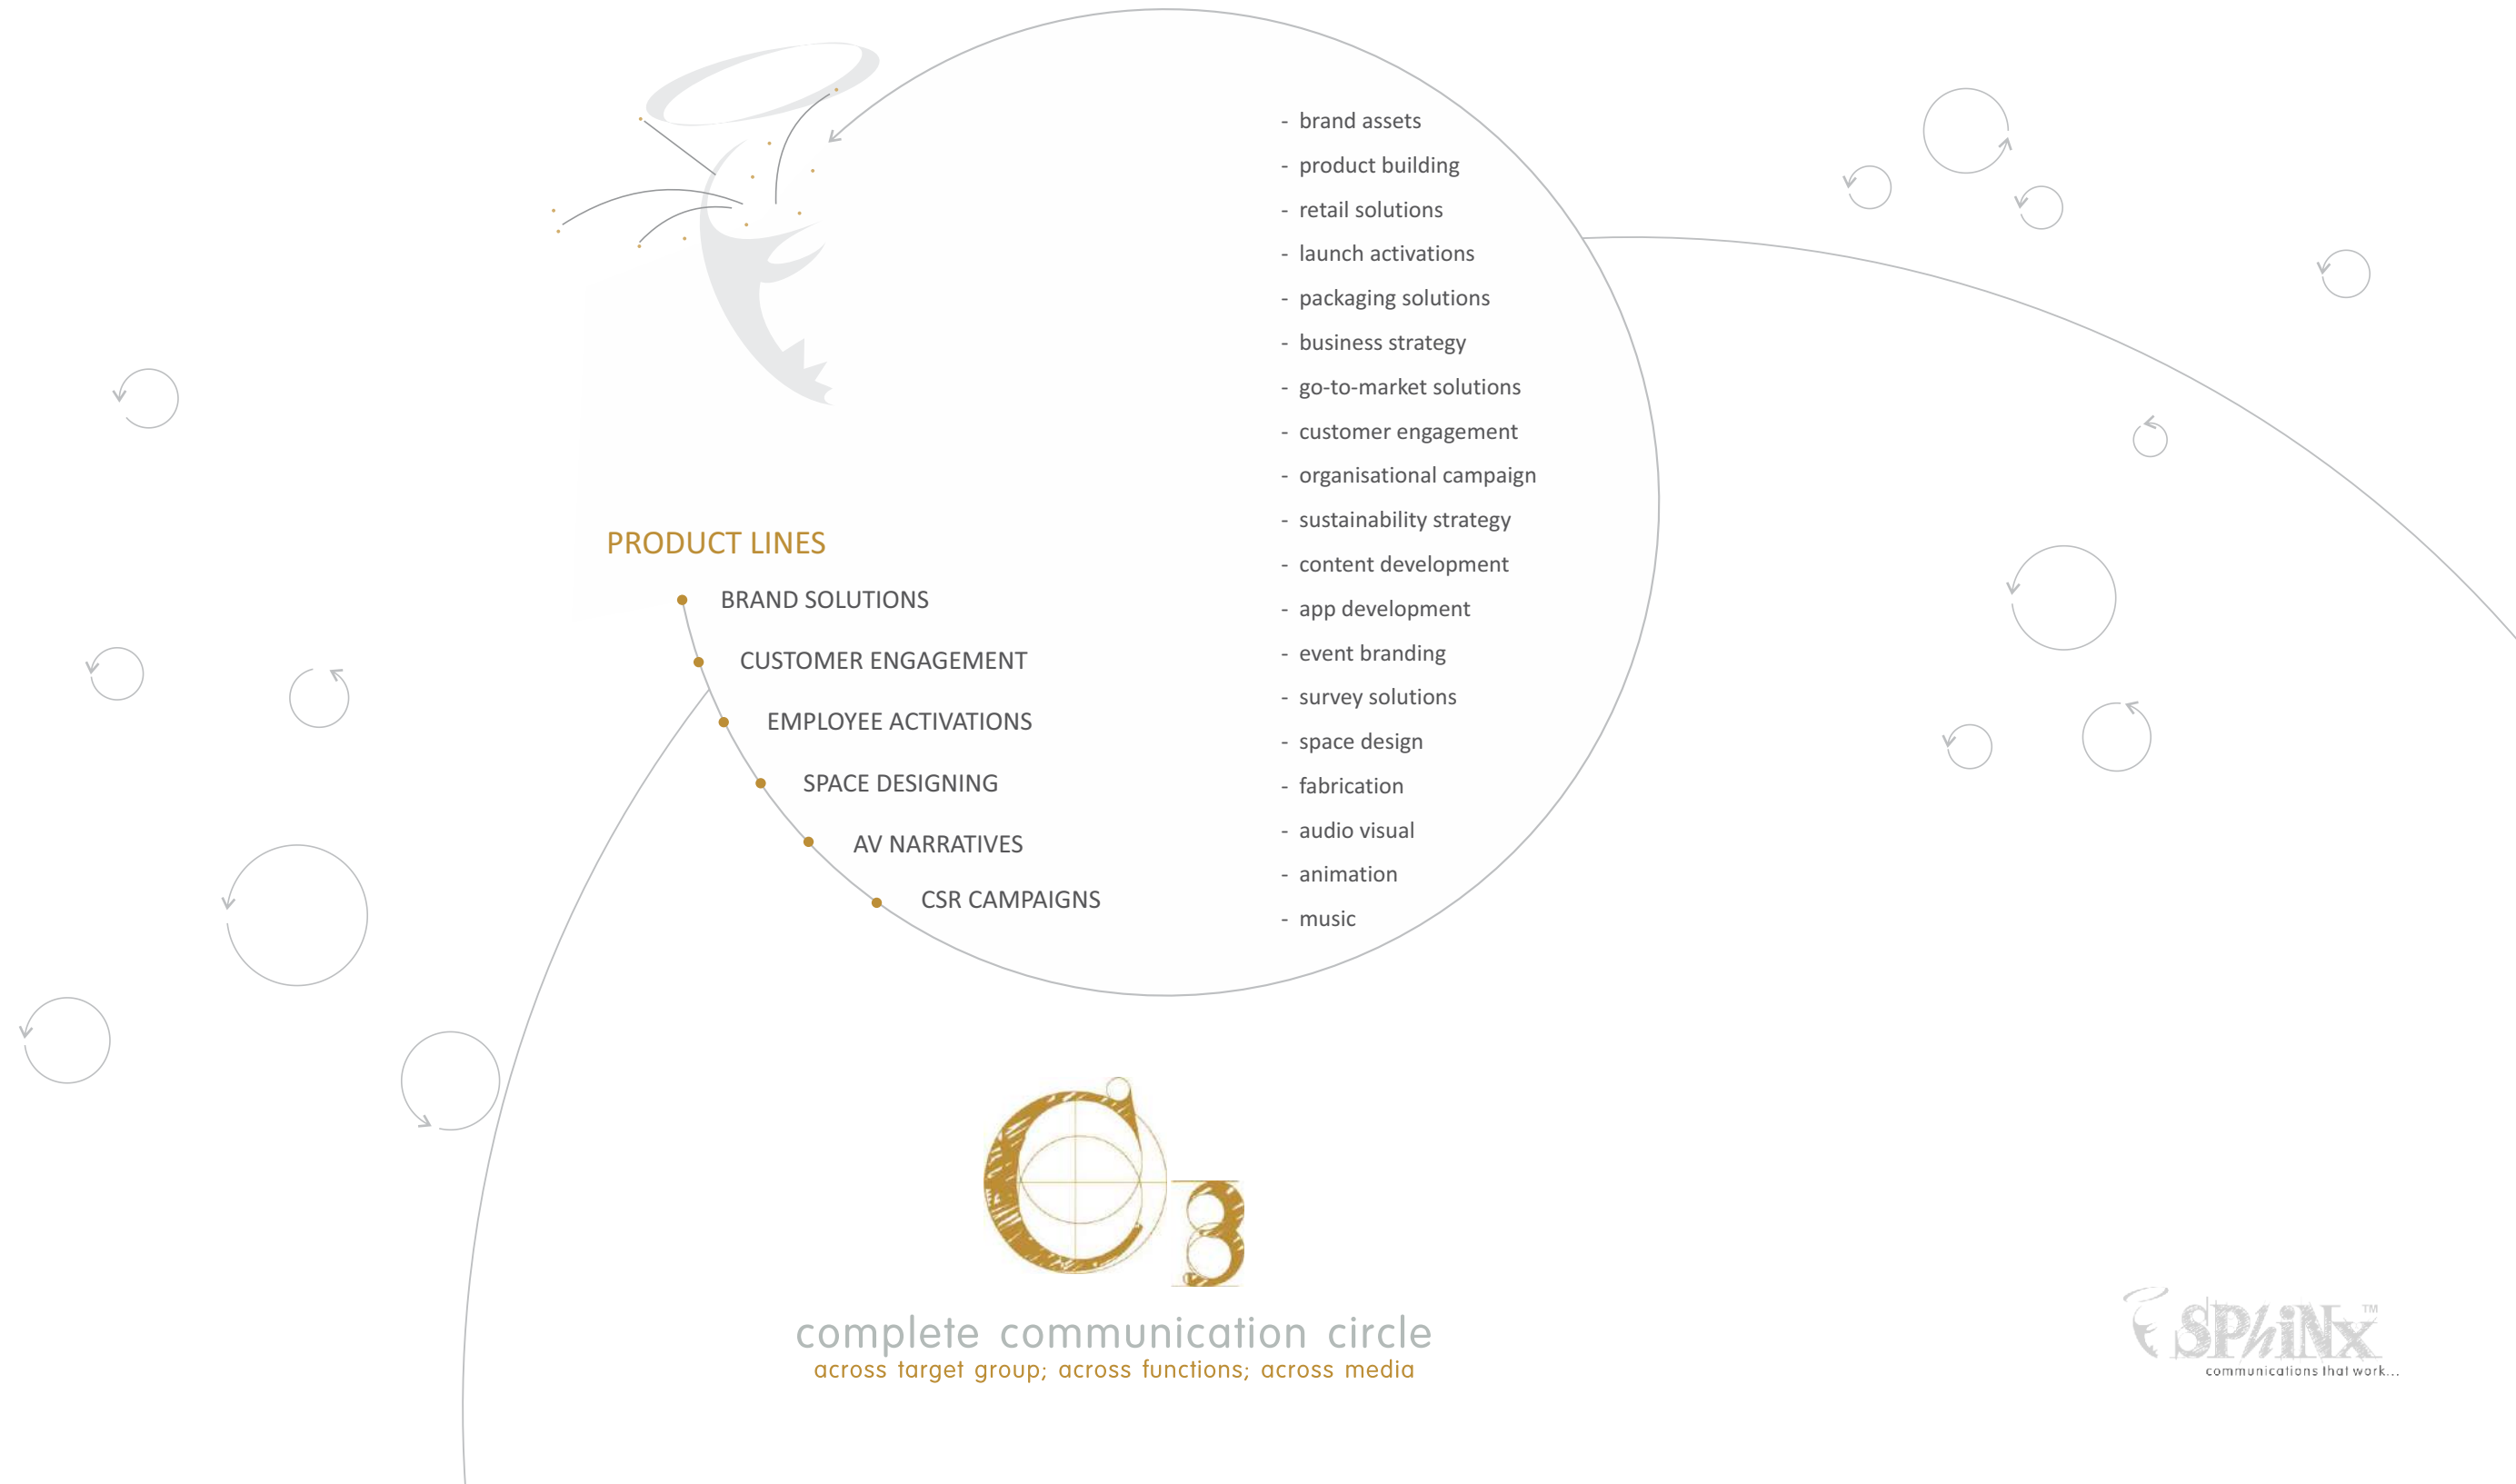 PRODUCT LINES
BRAND SOLUTIONS
CUSTOMER ENGAGEMENT
EMPLOYEE ACTIVATIONS
SPACE DESIGNING
AV NARRATIVES
CSR CAMPAIGNS
- brand assets
- product building
- retail solutions
- launch activations
- packaging solutions
- business strategy
- go-to-market solutions
- customer engagement
- organisational campaign
- sustainability strategy
- content development
- app development
- event branding
- survey solutions
- space design
- fabrication
- audio visual
- animation
- music
C3
complete communication circle
across target group; across functions; across media
SPhiNx™
communications that work...